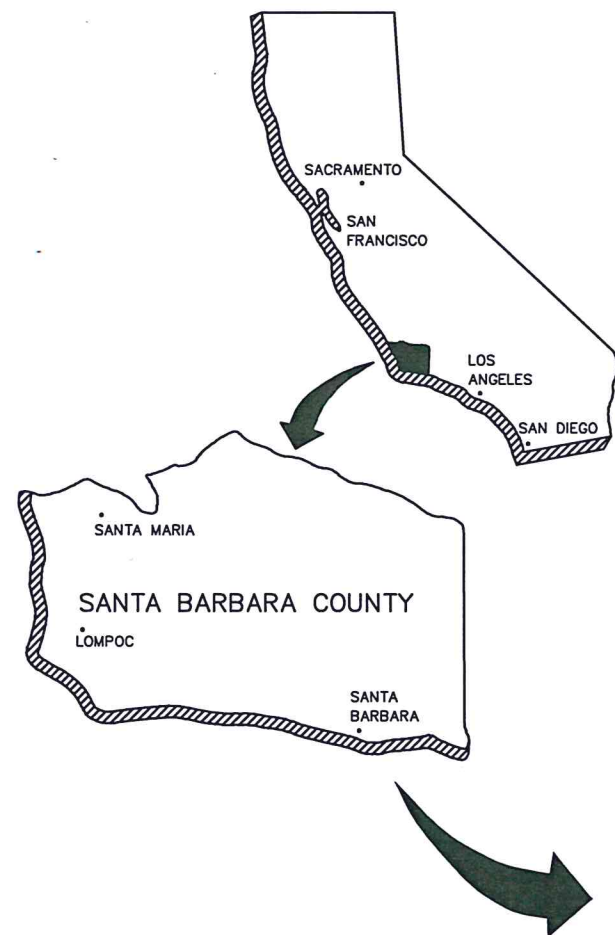 SACRAMENTO
SAN
FRANCISCO
LOS
ANGELES
SAN DIEGO
SANTA MARIA
SANTA BARBARA COUNTY
LOMPOC
SANTA
BARBARA